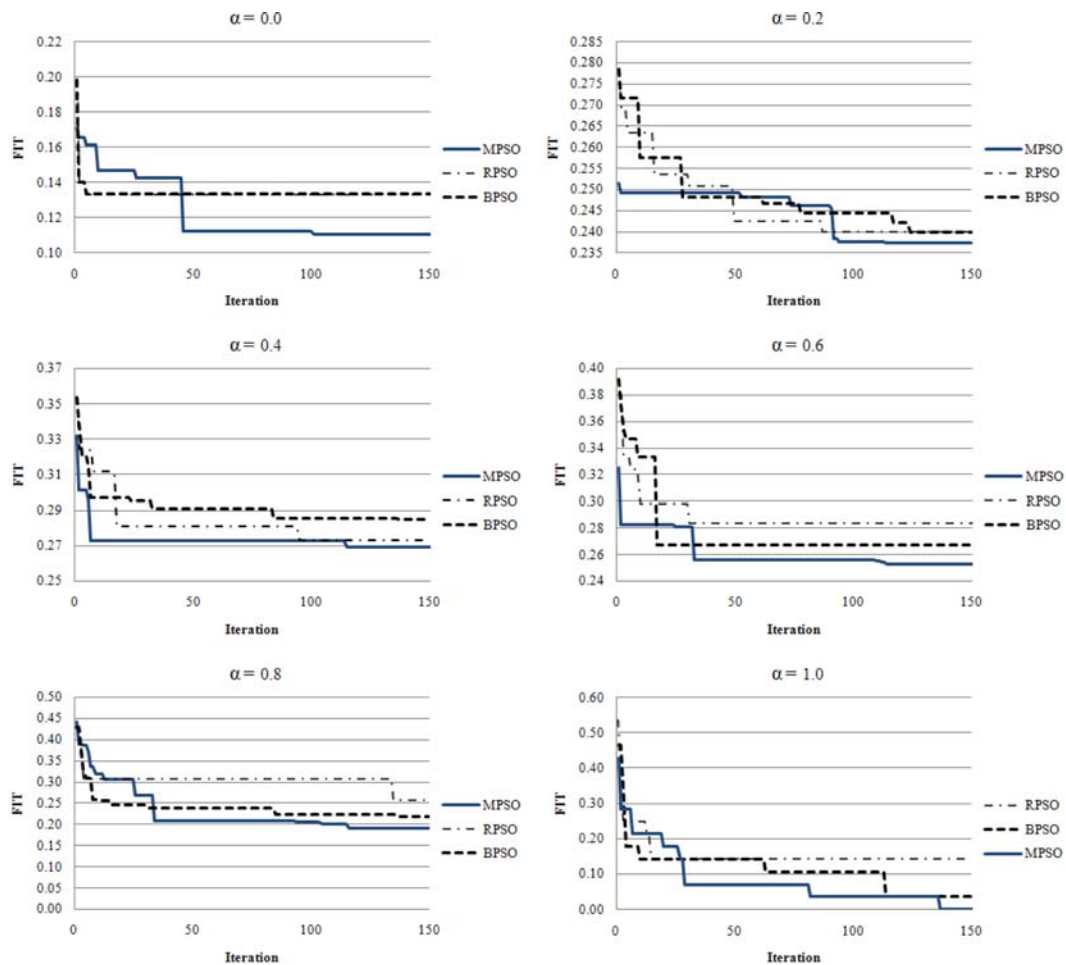 α = 0.0
0.22
0.20
0.18
0.16
0.14
0.12
0.10
FIT
0 50 100 150
Iteration
MPSO
RPSO
BPSO
α = 0.2
0.285
0.280
0.275
0.270
0.265
0.260
0.255
0.250
0.245
0.240
0.235
FIT
0 50 100 150
Iteration
MPSO
RPSO
BPSO
α = 0.4
0.37
0.35
0.33
0.31
0.29
0.27
0.25
FIT
0 50 100 150
Iteration
MPSO
RPSO
BPSO
α = 0.6
0.40
0.38
0.36
0.34
0.32
0.30
0.28
0.26
0.24
FIT
0 50 100 150
Iteration
MPSO
RPSO
BPSO
α = 0.8
0.50
0.45
0.40
0.35
0.30
0.25
0.20
0.15
0.10
0.05
0.00
FIT
0 50 100 150
Iteration
MPSO
RPSO
BPSO
α = 1.0
0.60
0.50
0.40
0.30
0.20
0.10
0.00
FIT
0 50 100 150
Iteration
RPSO
BPSO
MPSO